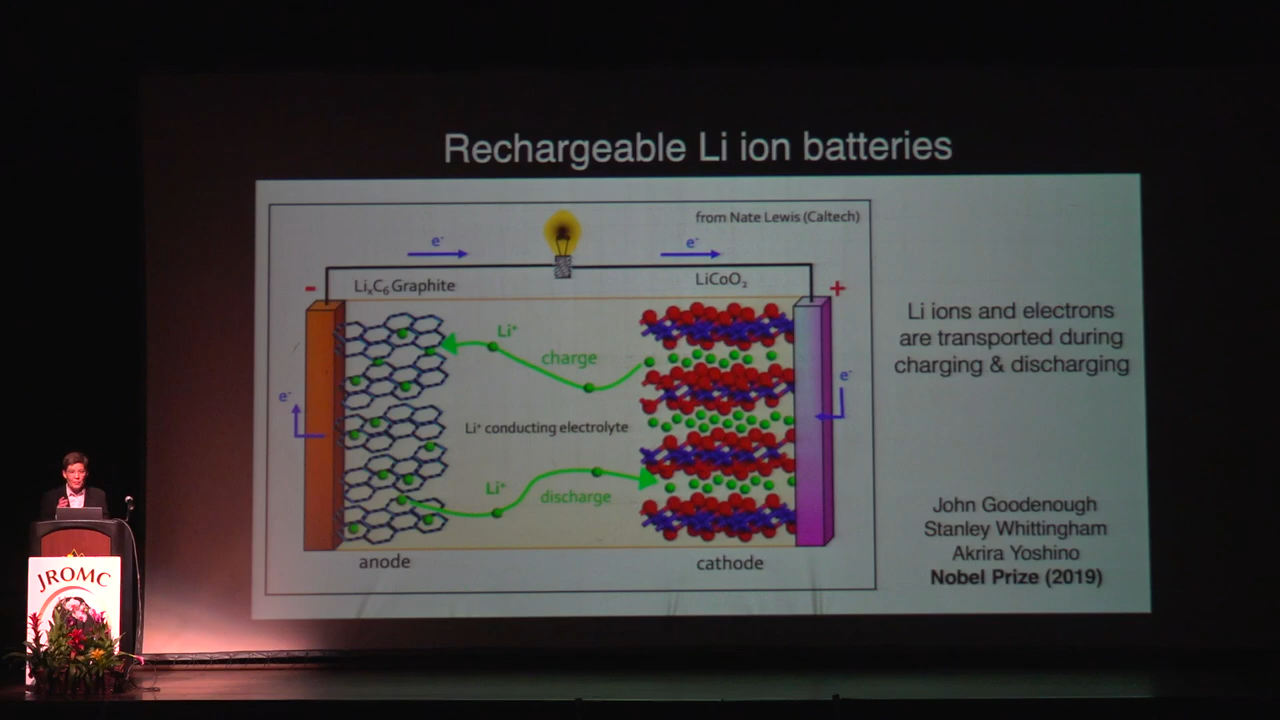 Rechargeable Li ion batteries
from Nate Lewis (Caltech)
e⁻
e⁻
LiₓC₆ Graphite
LiCoO₂
-
+
Li⁺
charge
e⁻
e⁻
Li⁺ conducting electrolyte
Li⁺
discharge
anode
cathode
Li ions and electrons
are transported during
charging & discharging
John Goodenough
Stanley Whittingham
Akrira Yoshino
Nobel Prize (2019)
JROMC